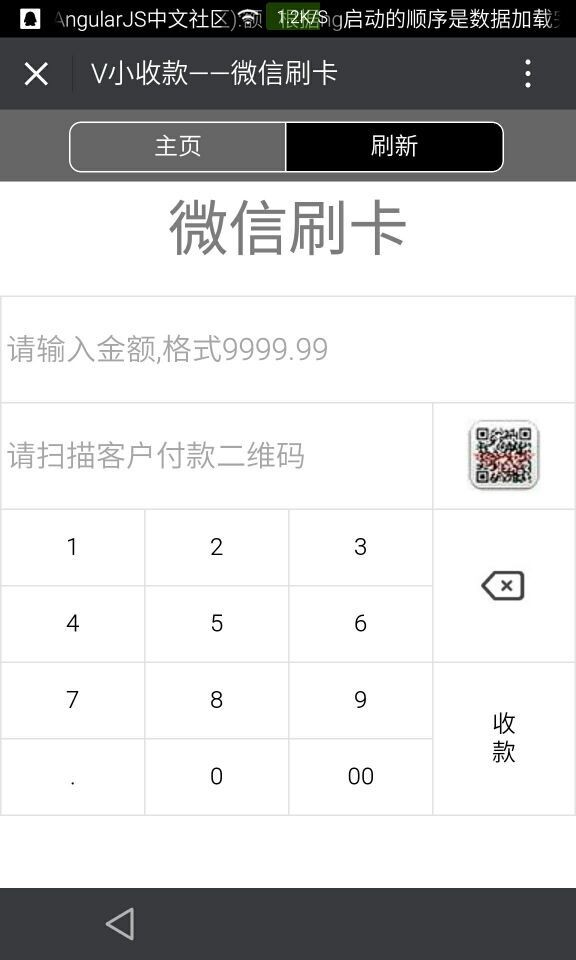 AngularJS中文社区
1.2K/S
启动的顺序是数据加载
V小收款——微信刷卡
主页
刷新
微信刷卡
请输入金额,格式9999.99
请扫描客户付款二维码
1 2 3
4 5 6
7 8 9
收款
. 0 00